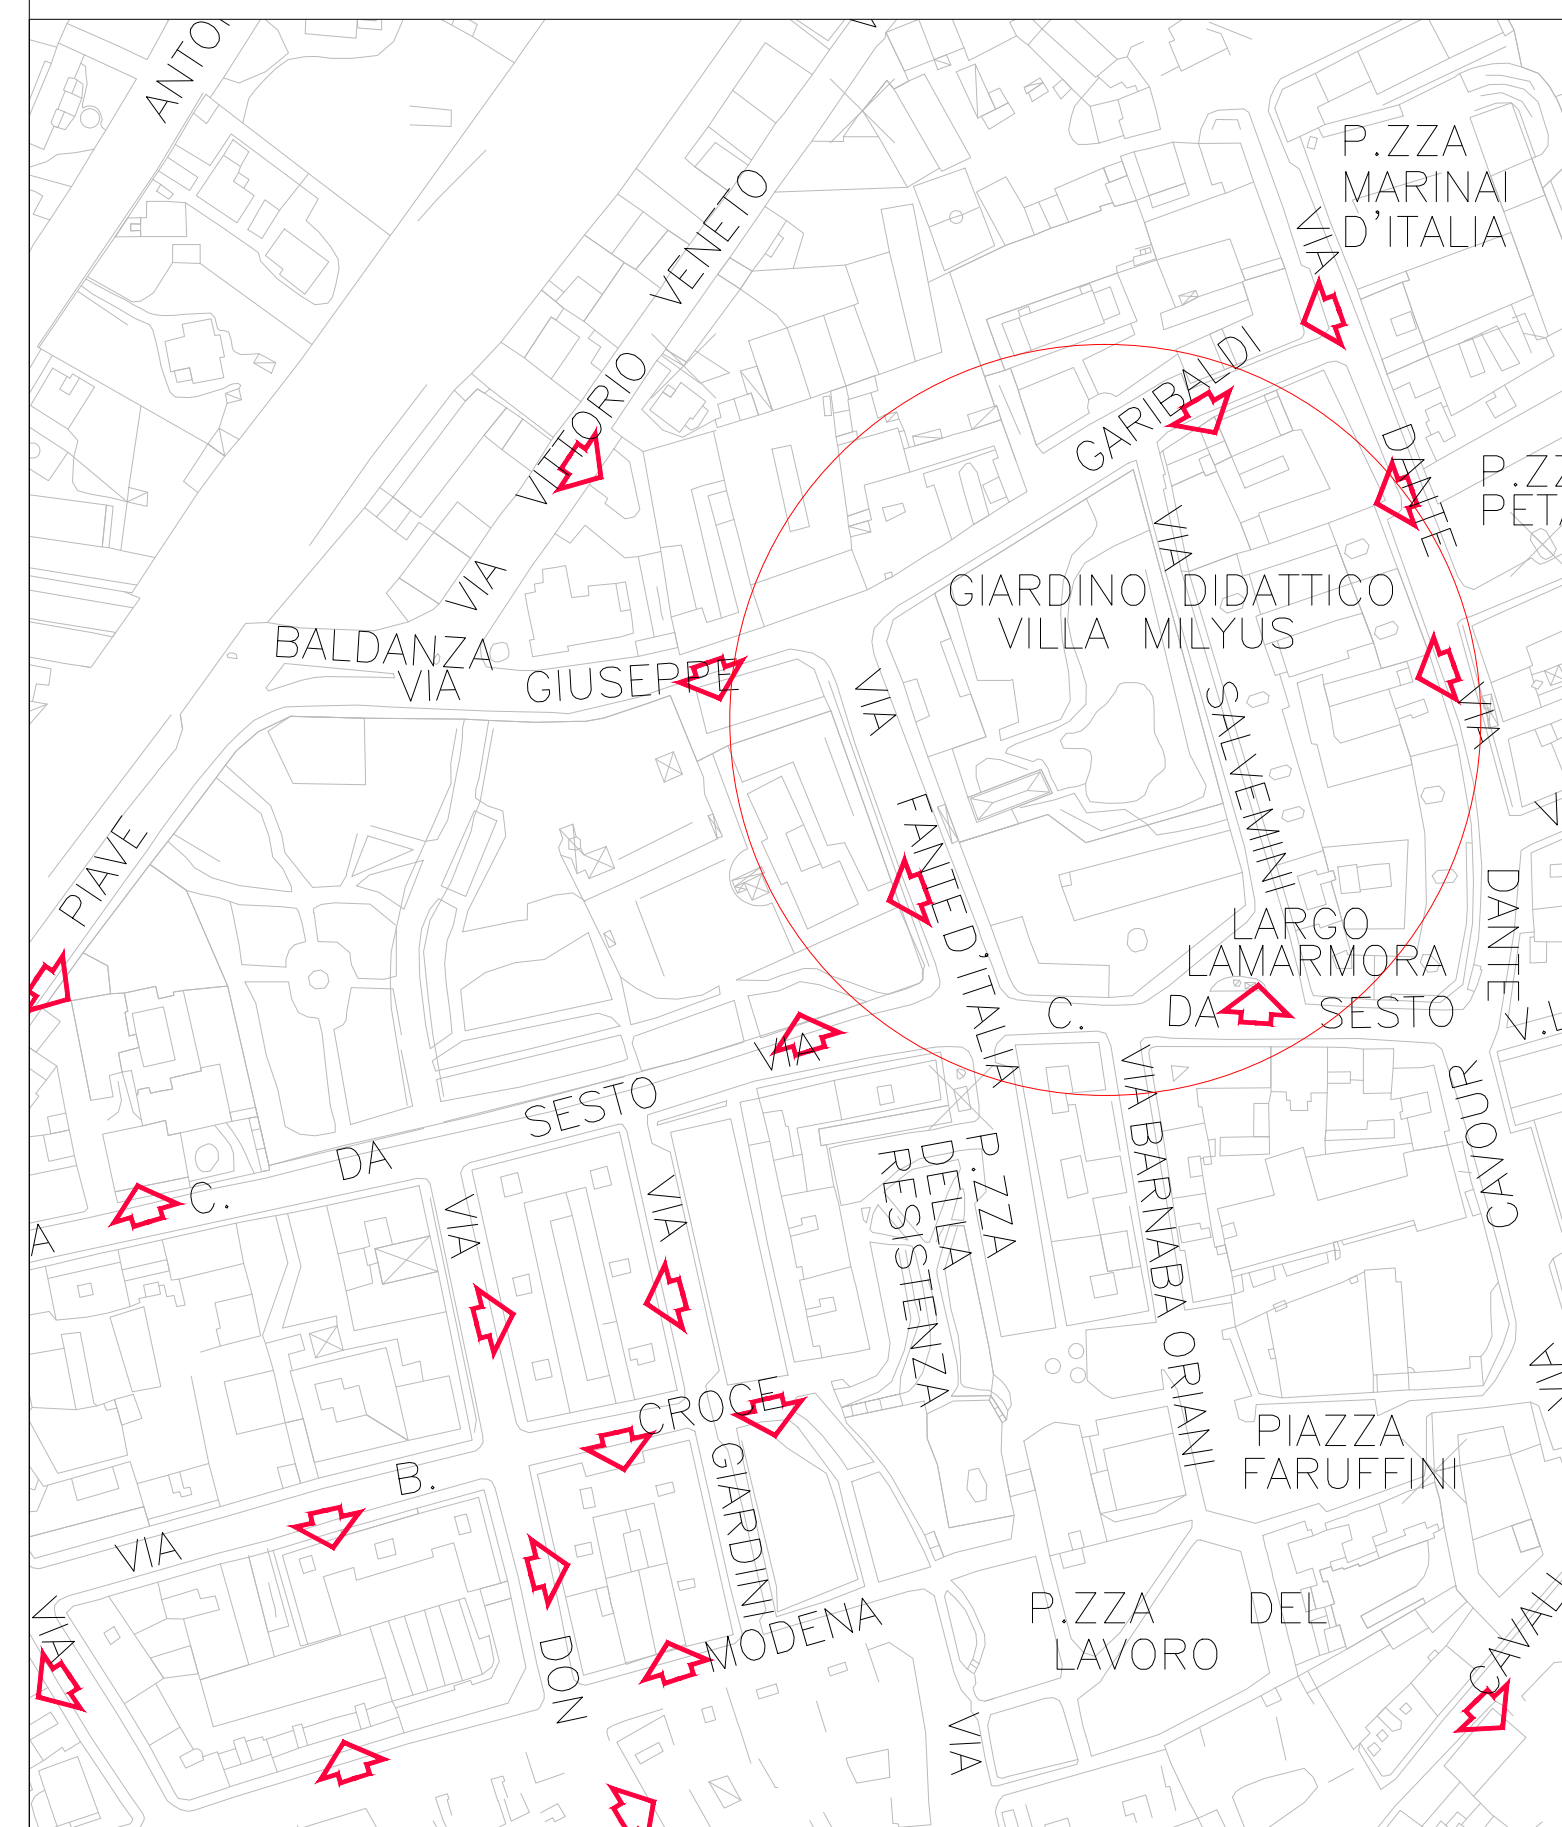 ANTO
P.ZZA
MARINAI
D'ITALIA
VIA
VENETO
VITTORIO
VIA
GARIBALDI
DANTE
P.ZZ
PET
VIA
GIARDINO DIDATTICO
VILLA MILYUS
BALDANZA
VIA
GIUSEPPE
VIA
SALVEMINI
VIA
DANTE
PIAVE
FANTE D'ITALIA
LARGO
LAMARMORA
C. DA SESTO
VIA
SESTO
DA
C.
A
VIA
VIA
P.ZZA
DELLA
RESISTENZA
VIA BARNABA ORIANI
CAVOUR
CROCE
B.
VIA
GIARDINI
PIAZZA
FARUFFINI
VIA
DON
MODENA
P.ZZA DEL
LAVORO
VIA
CAVAL